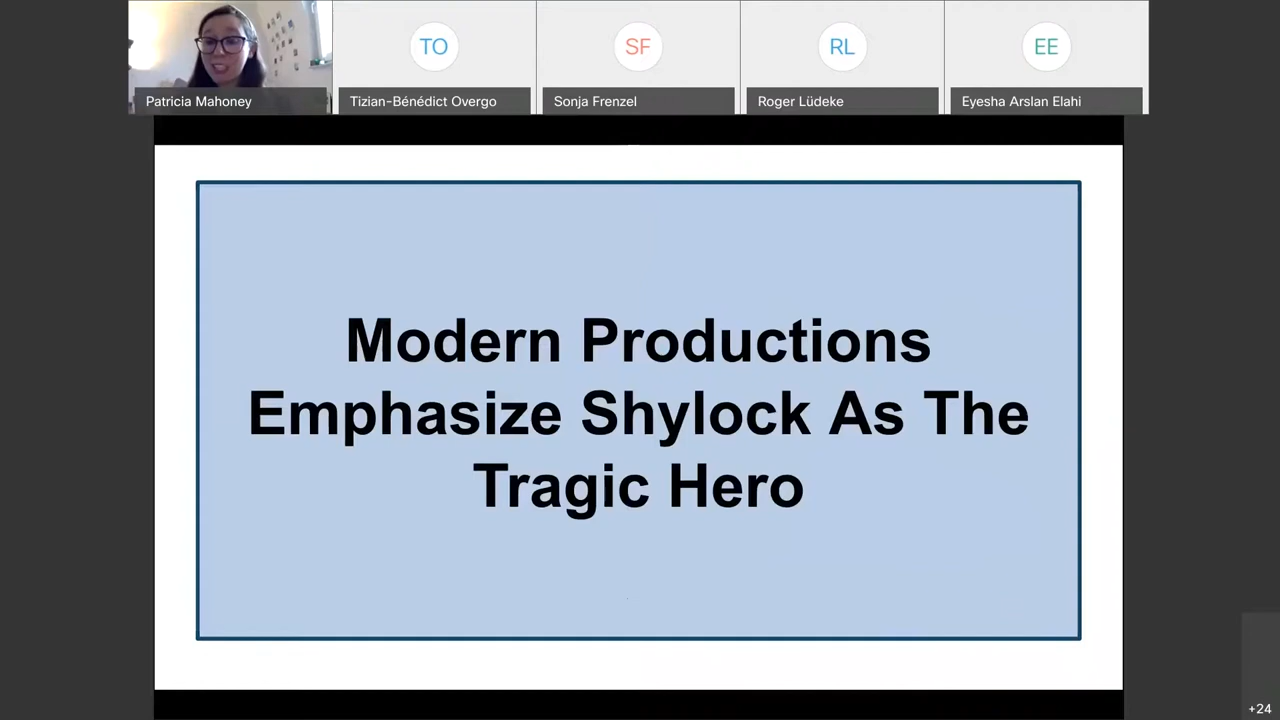 TO
SF
RL
EE
Patricia Mahoney
Tizian-Bénédict Overgo
Sonja Frenzel
Roger Lüdeke
Eyesha Arslan Elahi
Modern Productions
Emphasize Shylock As The
Tragic Hero
+24